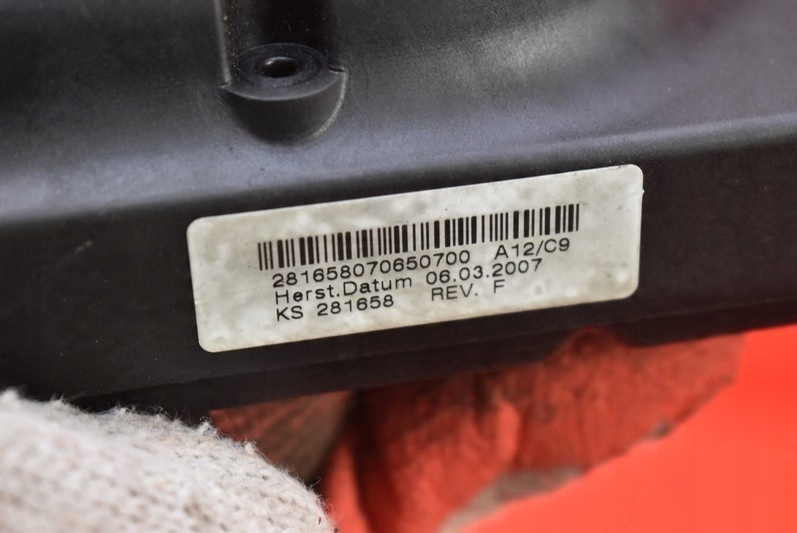 281658070650700 A12/C9
Herst.Datum 06.03.2007
KS 281658 REV. F